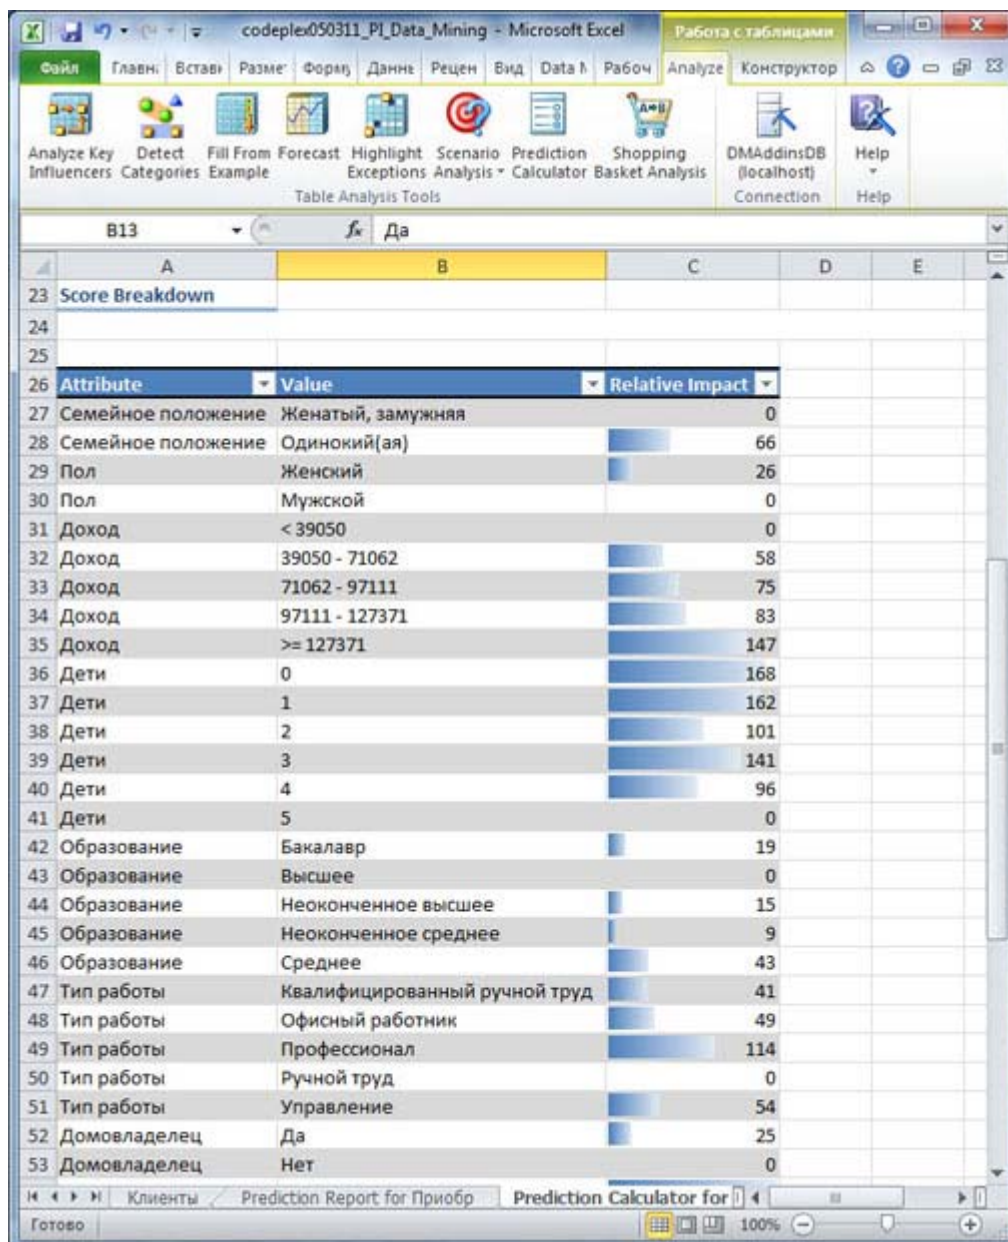 codeplex050311_PI_Data_Mining - Microsoft Excel Работа с таблицами
Файл Главн Встав Разме Форму Данны Рецен Вид Data M Рабоч Analyze Конструктор
Analyze Key Influencers Detect Categories Fill From Example Forecast Highlight Exceptions Scenario Analysis Prediction Calculator Shopping Basket Analysis DMAddinsDB (localhost) Help
Table Analysis Tools Connection Help
B13 fx Да
A B C D E
23 Score Breakdown
24
25
26 Attribute Value Relative Impact
27 Семейное положение Женатый, замужняя 0
28 Семейное положение Одинокий(ая) 66
29 Пол Женский 26
30 Пол Мужской 0
31 Доход < 39050 0
32 Доход 39050 - 71062 58
33 Доход 71062 - 97111 75
34 Доход 97111 - 127371 83
35 Доход >= 127371 147
36 Дети 0 168
37 Дети 1 162
38 Дети 2 101
39 Дети 3 141
40 Дети 4 96
41 Дети 5 0
42 Образование Бакалавр 19
43 Образование Высшее 0
44 Образование Неоконченное высшее 15
45 Образование Неоконченное среднее 9
46 Образование Среднее 43
47 Тип работы Квалифицированный ручной труд 41
48 Тип работы Офисный работник 49
49 Тип работы Профессионал 114
50 Тип работы Ручной труд 0
51 Тип работы Управление 54
52 Домовладелец Да 25
53 Домовладелец Нет 0
Клиенты Prediction Report for Приобр Prediction Calculator for
Готово 100%